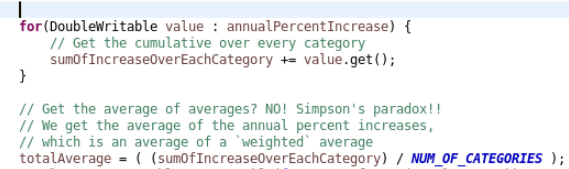 for(DoubleWritable value : annualPercentIncrease) {
// Get the cumulative over every category
sumOfIncreaseOverEachCategory += value.get();
}
// Get the average of averages? NO! Simpson's paradox!!
// We get the average of the annual percent increases,
// which is an average of a `weighted` average
totalAverage = ( (sumOfIncreaseOverEachCategory) / NUM_OF_CATEGORIES );